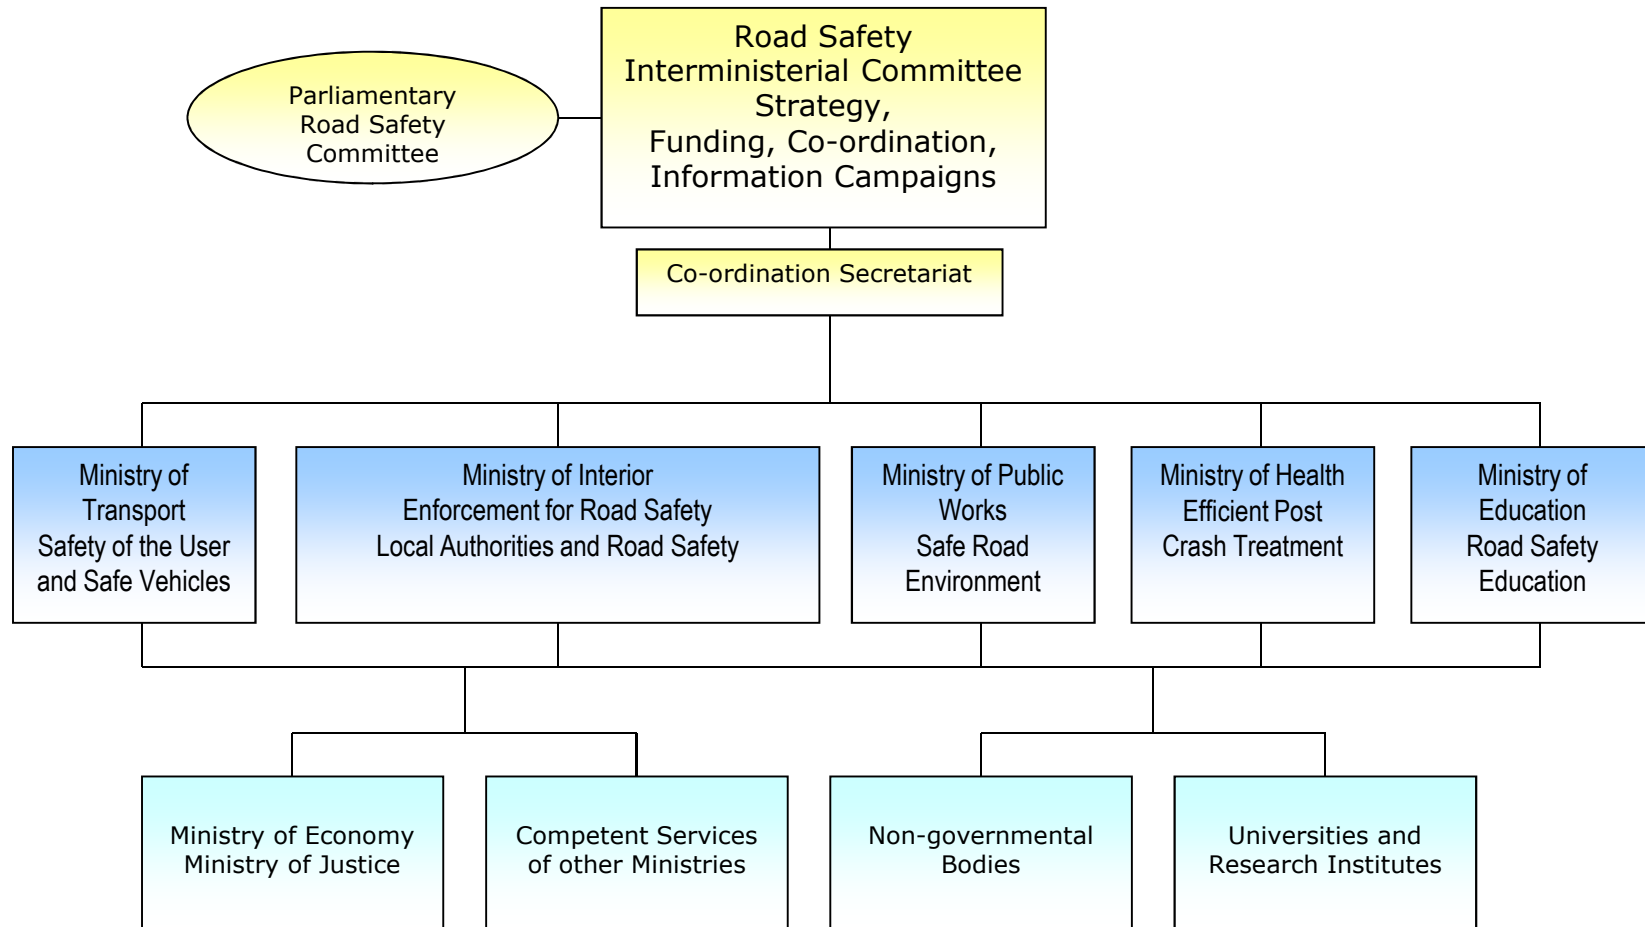 Road Safety
Interministerial Committee
Strategy,
Funding, Co-ordination,
Information Campaigns
Parliamentary
Road Safety
Committee
Co-ordination Secretariat
Ministry of
Transport
Safety of the User
and Safe Vehicles
Ministry of Interior
Enforcement for Road Safety
Local Authorities and Road Safety
Ministry of Public
Works
Safe Road
Environment
Ministry of Health
Efficient Post
Crash Treatment
Ministry of
Education
Road Safety
Education
Ministry of Economy
Ministry of Justice
Competent Services
of other Ministries
Non-governmental
Bodies
Universities and
Research Institutes